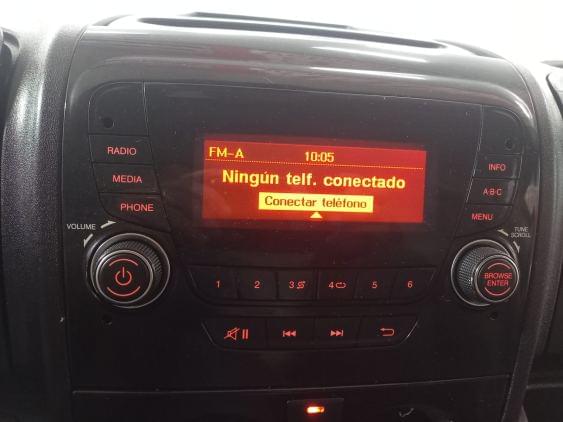 FM-A 10:05
Ningún telf. conectado
Conectar teléfono
RADIO
MEDIA
PHONE
VOLUME
INFO
A·B·C
MENU
TUNE
SCROLL
BROWSE
ENTER
1 2 3 4 5 6